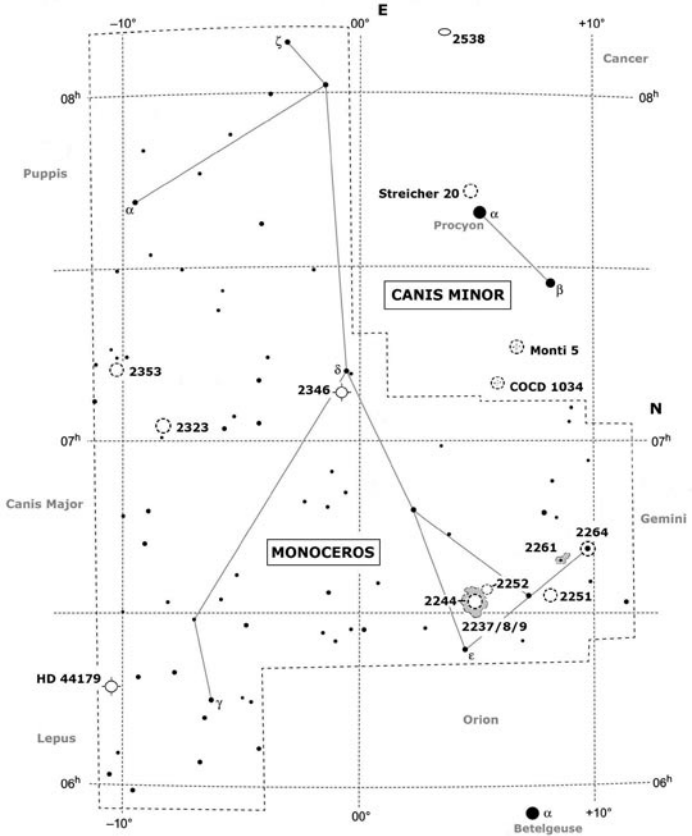 −10° 00° E +10°
ζ
2538
Cancer
08ʰ 08ʰ
Puppis
α
Streicher 20
α
Procyon
CANIS MINOR
β
Monti 5
δ
2353
2346
COCD 1034
N
2323
07ʰ 07ʰ
Canis Major
Gemini
2264
MONOCEROS
2261
2252
2244
2251
2237/8/9
ε
HD 44179
γ
Orion
Lepus
06ʰ 06ʰ
α
−10° 00° +10°
Betelgeuse